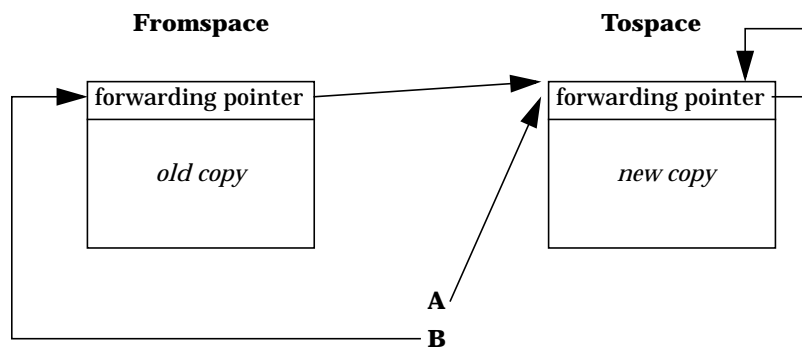 Fromspace
Tospace
forwarding pointer
forwarding pointer
old copy
new copy
A
B